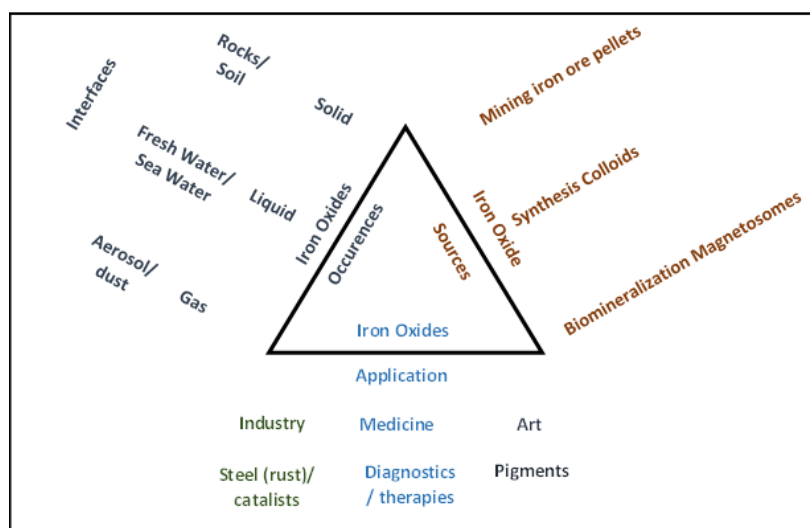 Interfaces
Rocks/
Soil
Solid
Fresh Water/
Sea Water
Liquid
Aerosol/
dust
Gas
Iron Oxides
Occurences
Mining iron ore pellets
Synthesis Colloids
Biomineralization Magnetosomes
Iron Oxide
Sources
Iron Oxides
Application
Industry
Medicine
Art
Steel (rust)/
catalists
Diagnostics
/ therapies
Pigments